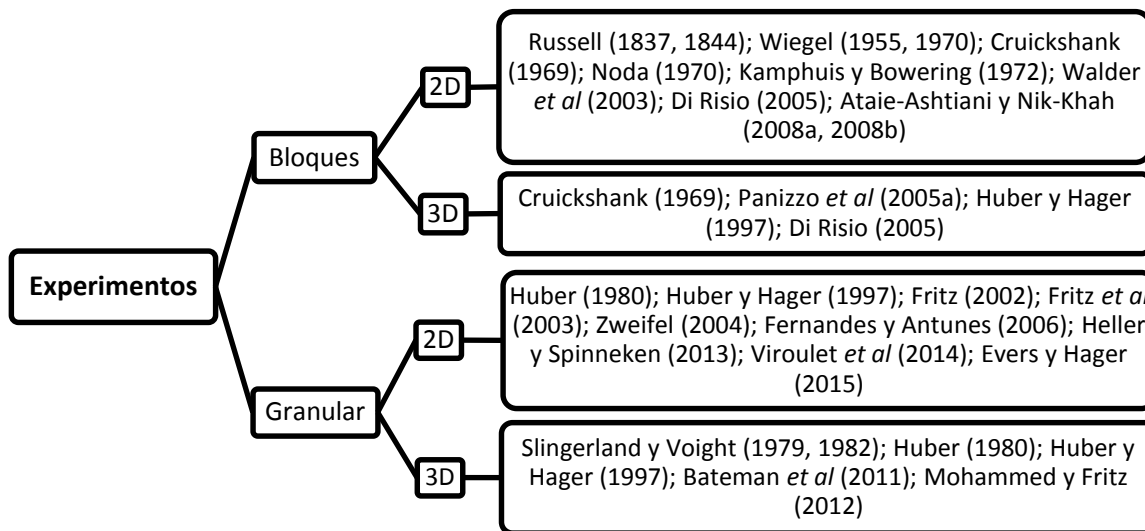 Experimentos
Bloques
2D
Russell (1837, 1844); Wiegel (1955, 1970); Cruickshank
(1969); Noda (1970); Kamphuis y Bowering (1972); Walder
et al (2003); Di Risio (2005); Ataie-Ashtiani y Nik-Khah
(2008a, 2008b)
3D
Cruickshank (1969); Panizzo et al (2005a); Huber y Hager
(1997); Di Risio (2005)
Granular
2D
Huber (1980); Huber y Hager (1997); Fritz (2002); Fritz et al
(2003); Zweifel (2004); Fernandes y Antunes (2006); Heller
y Spinneken (2013); Viroulet et al (2014); Evers y Hager
(2015)
3D
Slingerland y Voight (1979, 1982); Huber (1980); Huber y
Hager (1997); Bateman et al (2011); Mohammed y Fritz
(2012)